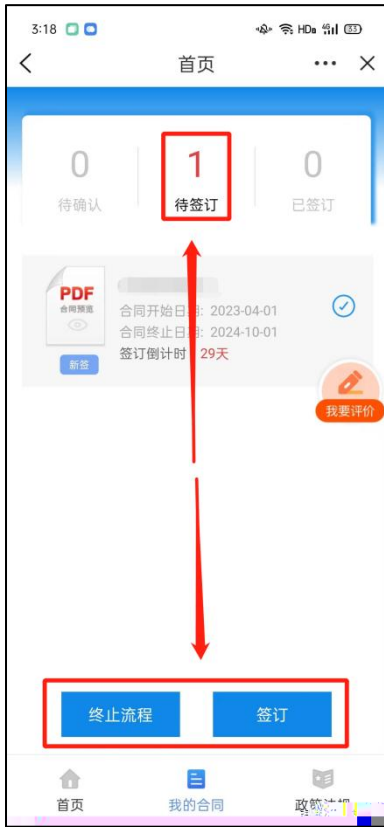 3:18 HD 4G 33
首页
0 1 0
待确认 待签订 已签订
PDF
合同预览
合同开始日期: 2023-04-01
合同终止日期: 2024-10-01
新签 签订倒计时: 29天
我要评价
终止流程 签订
首页 我的合同 政策法规